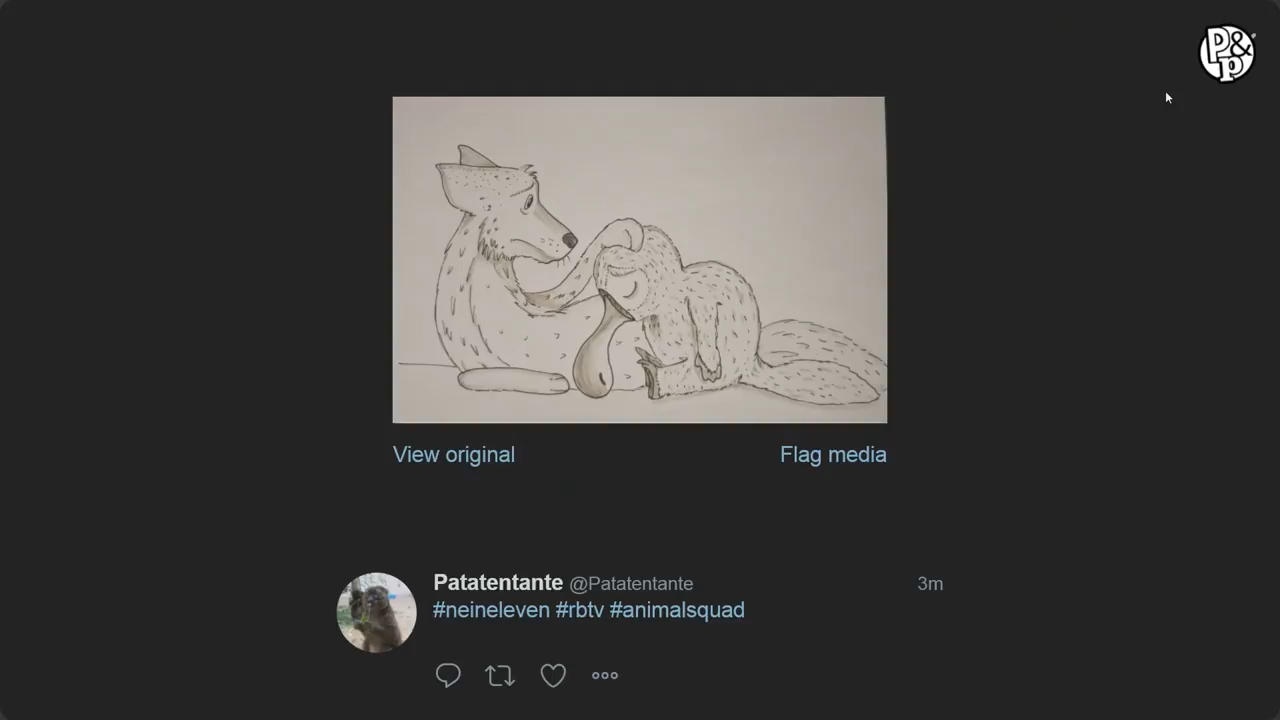 P&P
View original
Flag media
Patatentante @Patatentante
3m
#neineleven #rbtv #animalsquad